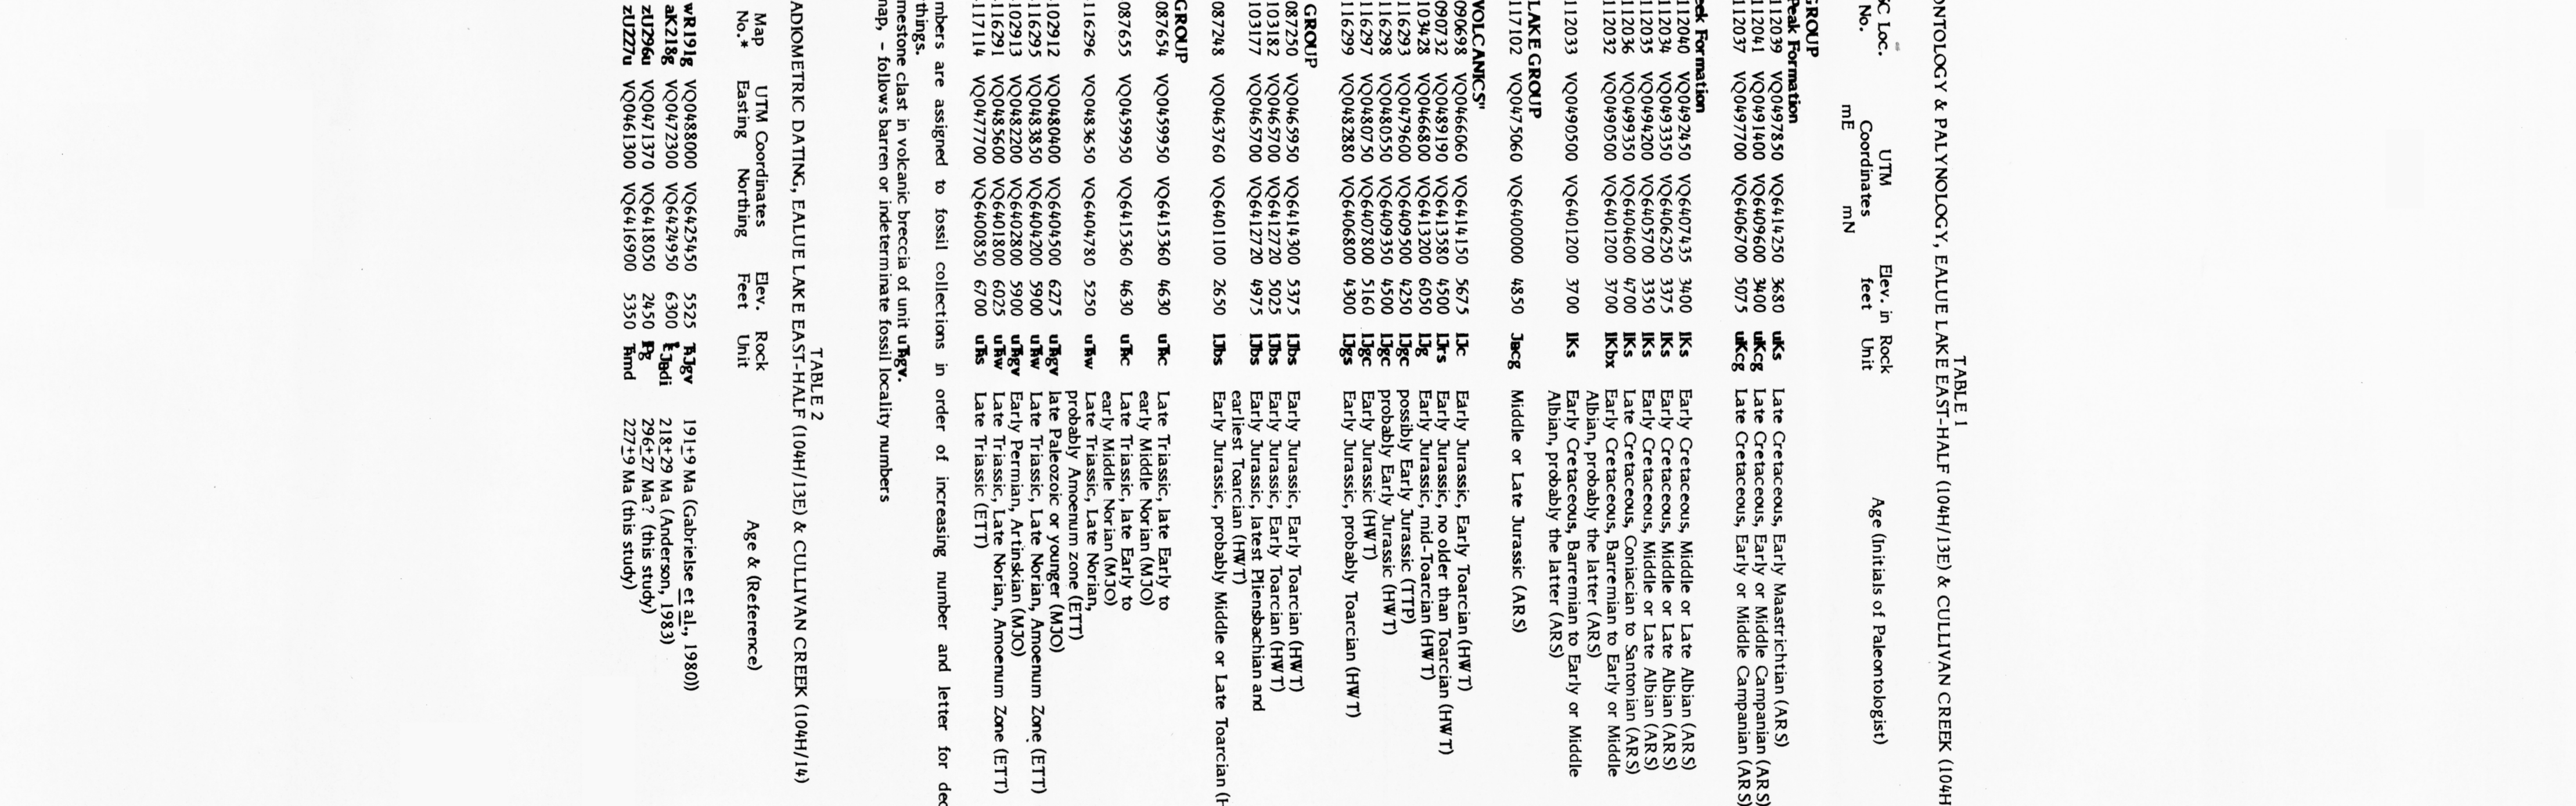 TABLE 1
ONTOLOGY & PALYNOLOGY, EALUE LAKE EAST-HALF (104H/13E) & CULLIVAN CREEK (104H
C Loc. UTM Elev. in Rock Age (Initials of Paleontologist)
No. Coordinates feet Unit
mE mN
GROUP
Peak Formation
112039 VQ0497850 VQ6414250 3680 uKs Late Cretaceous, Early Maastrichtian (ARS)
112041 VQ0491400 VQ6409600 3400 uKcg Late Cretaceous, Early or Middle Campanian (ARS)
112037 VQ0497700 VQ6406700 5075 uKcg Late Cretaceous, Early or Middle Campanian (ARS)
ek Formation
112040 VQ0492450 VQ6407435 3400 lKs Early Cretaceous, Middle or Late Albian (ARS)
112034 VQ0493350 VQ6406250 3375 lKs Early Cretaceous, Middle or Late Albian (ARS)
112035 VQ0494200 VQ6405700 3350 lKs Early Cretaceous, Middle or Late Albian (ARS)
112036 VQ0499350 VQ6404600 4700 lKs Late Cretaceous, Coniacian to Santonian (ARS)
112032 VQ0490500 VQ6401200 3700 lKbx Early Cretaceous, Barremian to Early or Middle
Albian, probably the latter (ARS)
112033 VQ0490500 VQ6401200 3700 lKs Early Cretaceous, Barremian to Early or Middle
Albian, probably the latter (ARS)
LAKE GROUP
117102 VQ0475060 VQ6400000 4850 JBcg Middle or Late Jurassic (ARS)
VOLCANICS"
090698 VQ0466060 VQ6414150 5675 lJc Early Jurassic, Early Toarcian (HWT)
090732 VQ0489190 VQ6413580 4500 lJrs Early Jurassic, no older than Toarcian (HWT)
103428 VQ0466800 VQ6413200 6050 lJg Early Jurassic, mid-Toarcian (HWT)
116293 VQ0479600 VQ6409500 4250 lJgc possibly Early Jurassic (TTP)
116298 VQ0480550 VQ6409350 4500 lJgc probably Early Jurassic (HWT)
116297 VQ0480750 VQ6407800 5160 lJgc Early Jurassic (HWT)
116299 VQ0482880 VQ6406800 4300 lJgs Early Jurassic, probably Toarcian (HWT)
GROUP
087250 VQ0465950 VQ6414300 5375 lJbs Early Jurassic, Early Toarcian (HWT)
103182 VQ0465700 VQ6412720 5025 lJbs Early Jurassic, Early Toarcian (HWT)
103177 VQ0465700 VQ6412720 4975 lJbs Early Jurassic, latest Pliensbachian and
earliest Toarcian (HWT)
087248 VQ0463760 VQ6401100 2650 lJbs Early Jurassic, probably Middle or Late Toarcian (H
GROUP
087654 VQ0459950 VQ6415360 4630 uTRc Late Triassic, late Early to
early Middle Norian (MJO)
087655 VQ0459950 VQ6415360 4630 uTRc Late Triassic, late Early to
early Middle Norian (MJO)
116296 VQ0483650 VQ6404780 5250 uTRw Late Triassic, Late Norian,
probably Amoenum zone (ETT)
102912 VQ0480400 VQ6404500 6275 uTRgv late Paleozoic or younger (MJO)
116295 VQ0483850 VQ6404200 5900 uTRw Late Triassic, Late Norian, Amoenum Zone (ETT)
102913 VQ0482200 VQ6402800 5900 uTRgv Early Permian, Artinskian (MJO)
116291 VQ0485600 VQ6401800 6025 uTRw Late Triassic, Late Norian, Amoenum Zone (ETT)
117114 VQ0477700 VQ6400850 6700 uTRs Late Triassic (ETT)
mbers are assigned to fossil collections in order of increasing number and letter for dec
things.
mestone clast in volcanic breccia of unit uTRgv.
map, - follows barren or indeterminate fossil locality numbers
TABLE 2
ADIOMETRIC DATING, EALUE LAKE EAST-HALF (104H/13E) & CULLIVAN CREEK (104H/14)
Map UTM Coordinates Elev. Rock Age & (Reference)
No.* Easting Northing Feet Unit
wR191g VQ0488000 VQ6425450 5525 TRJgv 191±9 Ma (Gabrielse et al., 1980))
aK218g VQ0472300 VQ6424950 6300 TRJBdi 218±29 Ma (Anderson, 1983)
zU296u VQ0471370 VQ6418050 2450 Pg 296±27 Ma? (this study)
zU227u VQ0461300 VQ6416900 5350 TRmd 227±9 Ma (this study)